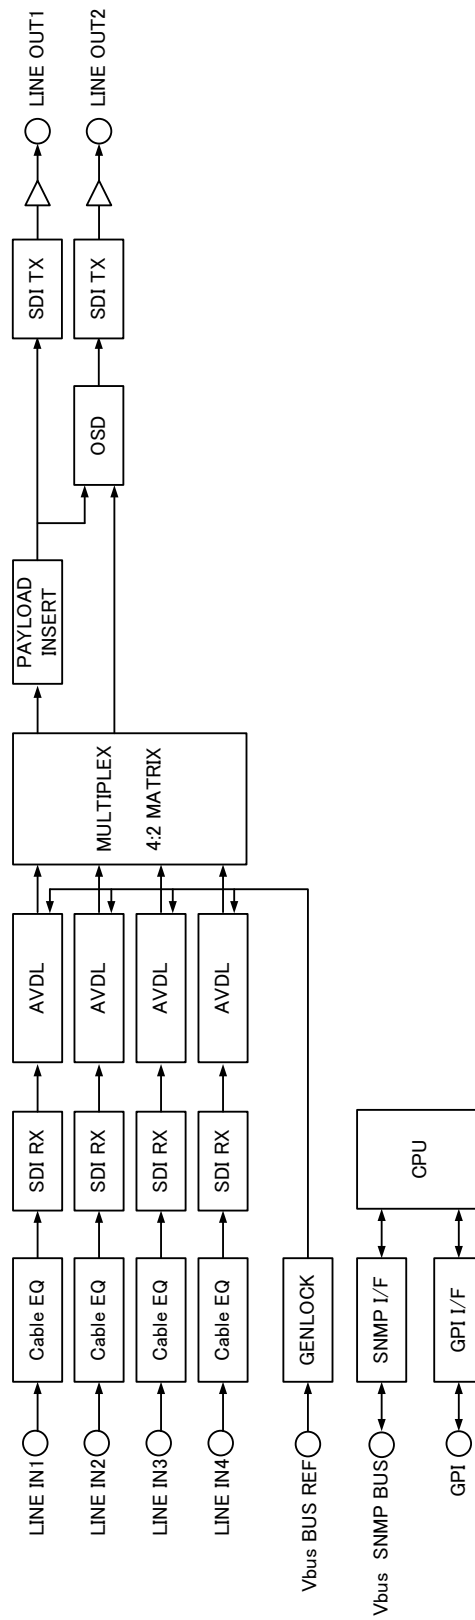 LINE IN1
Cable EQ
SDI RX
AVDL
LINE IN2
Cable EQ
SDI RX
AVDL
LINE IN3
Cable EQ
SDI RX
AVDL
LINE IN4
Cable EQ
SDI RX
AVDL
MULTIPLEX
4:2 MATRIX
PAYLOAD
INSERT
SDI TX
LINE OUT1
OSD
SDI TX
LINE OUT2
Vbus BUS REF
GENLOCK
Vbus SNMP BUS
SNMP I/F
CPU
GPI
GPI I/F